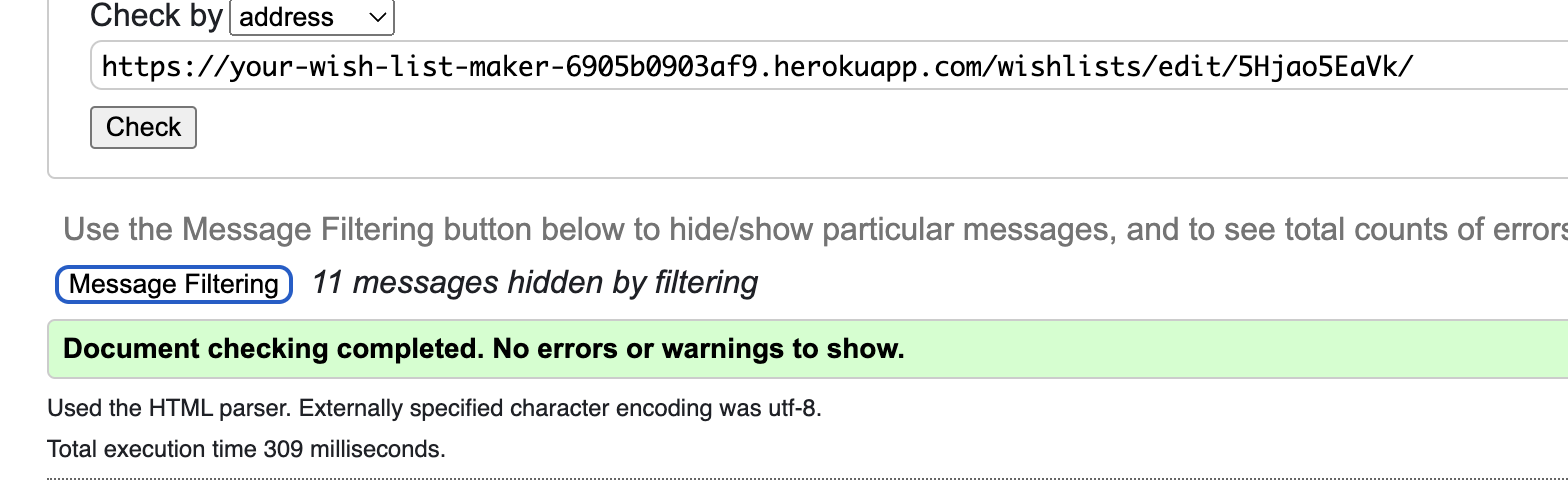 Check by address
https://your-wish-list-maker-6905b0903af9.herokuapp.com/wishlists/edit/5Hjao5EaVk/
Check
Use the Message Filtering button below to hide/show particular messages, and to see total counts of errors
Message Filtering 11 messages hidden by filtering
Document checking completed. No errors or warnings to show.
Used the HTML parser. Externally specified character encoding was utf-8.
Total execution time 309 milliseconds.